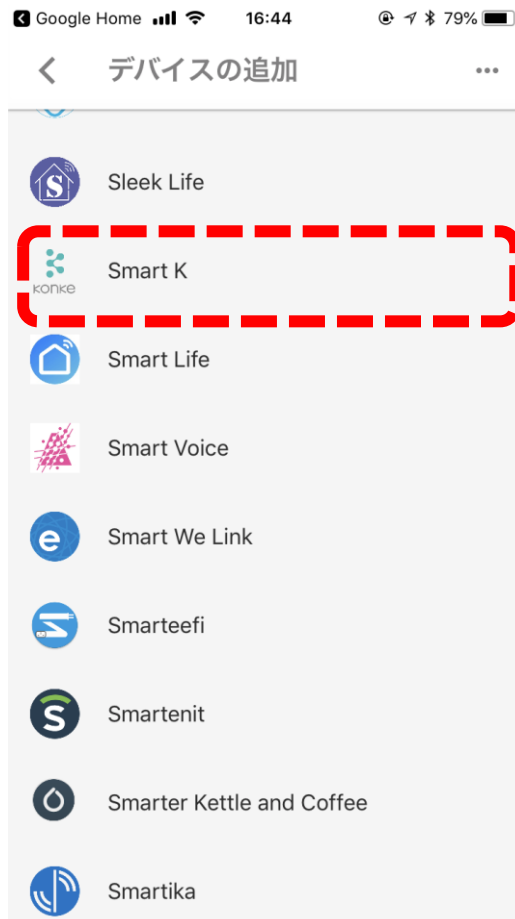 Google Home 16:44 79%
デバイスの追加
Sleek Life
Smart K
KONKE
Smart Life
Smart Voice
Smart We Link
Smarteefi
Smartenit
Smarter Kettle and Coffee
Smartika